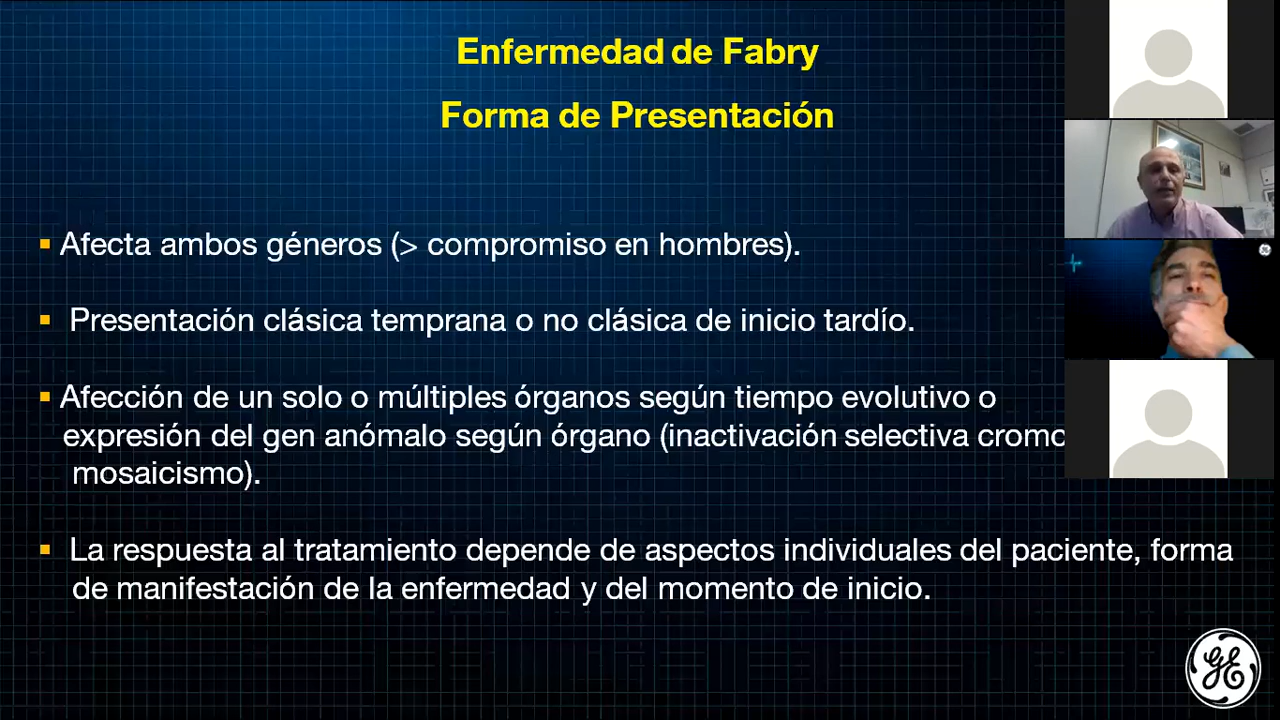 Enfermedad de Fabry
Forma de Presentación
▪ Afecta ambos géneros (> compromiso en hombres).
▪ Presentación clásica temprana o no clásica de inicio tardío.
▪ Afección de un solo o múltiples órganos según tiempo evolutivo o
expresión del gen anómalo según órgano (inactivación selectiva
mosaicismo).
▪ La respuesta al tratamiento depende de aspectos individuales del paciente, forma
de manifestación de la enfermedad y del momento de inicio.
GE